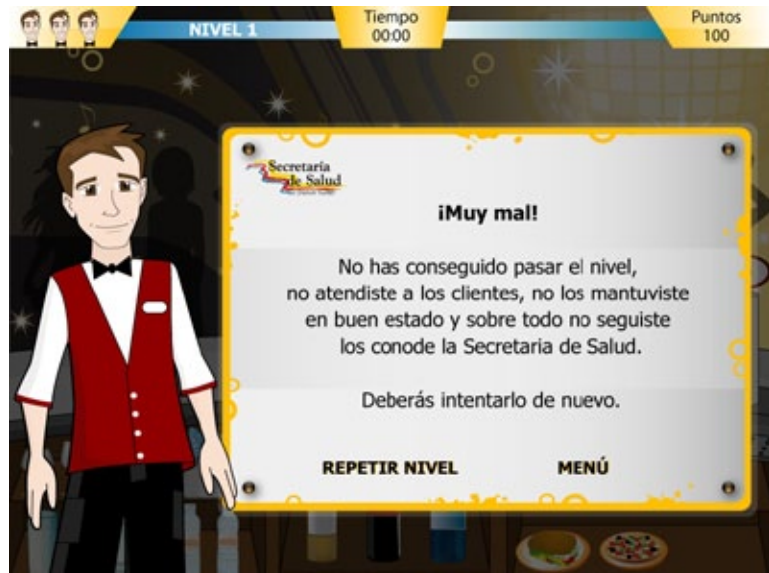 NIVEL 1
Tiempo
00:00
Puntos
100
Secretaría
de Salud
¡Muy mal!
No has conseguido pasar el nivel,
no atendiste a los clientes, no los mantuviste
en buen estado y sobre todo no seguiste
los conode la Secretaria de Salud.
Deberás intentarlo de nuevo.
REPETIR NIVEL
MENÚ